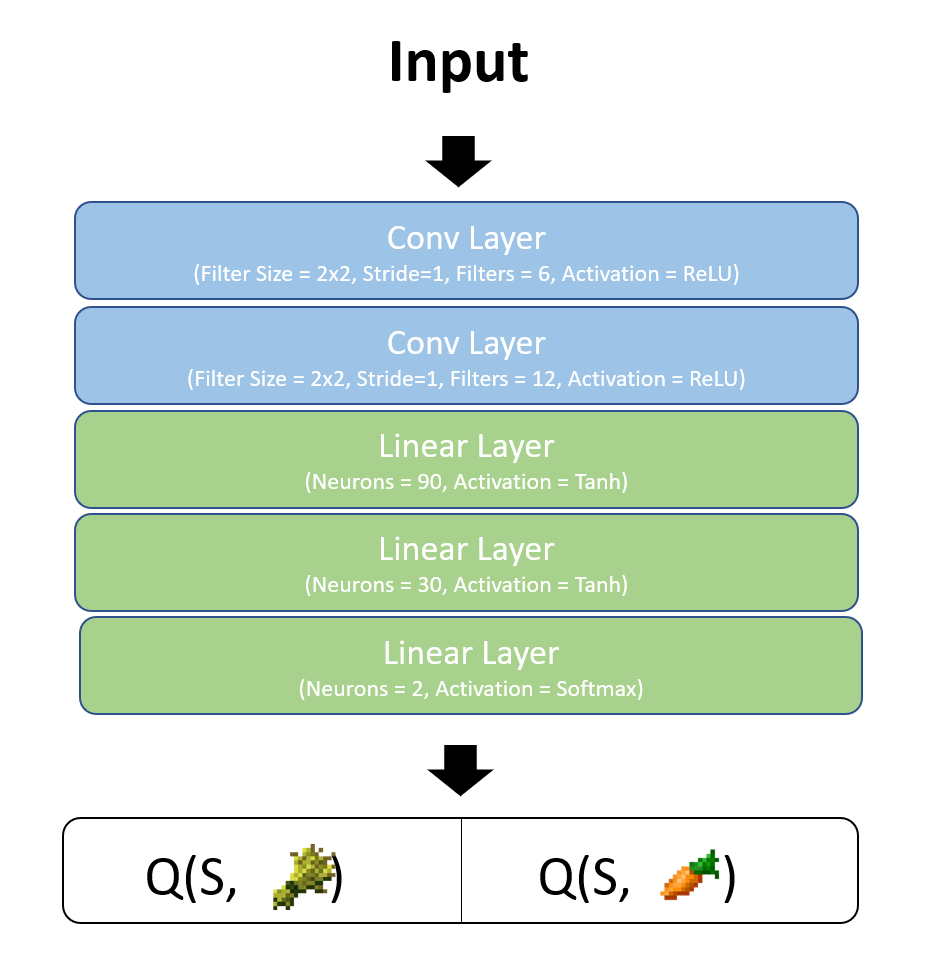 Input
Conv Layer
(Filter Size = 2x2, Stride=1, Filters = 6, Activation = ReLU)
Conv Layer
(Filter Size = 2x2, Stride=1, Filters = 12, Activation = ReLU)
Linear Layer
(Neurons = 90, Activation = Tanh)
Linear Layer
(Neurons = 30, Activation = Tanh)
Linear Layer
(Neurons = 2, Activation = Softmax)
Q(S, ) Q(S, )